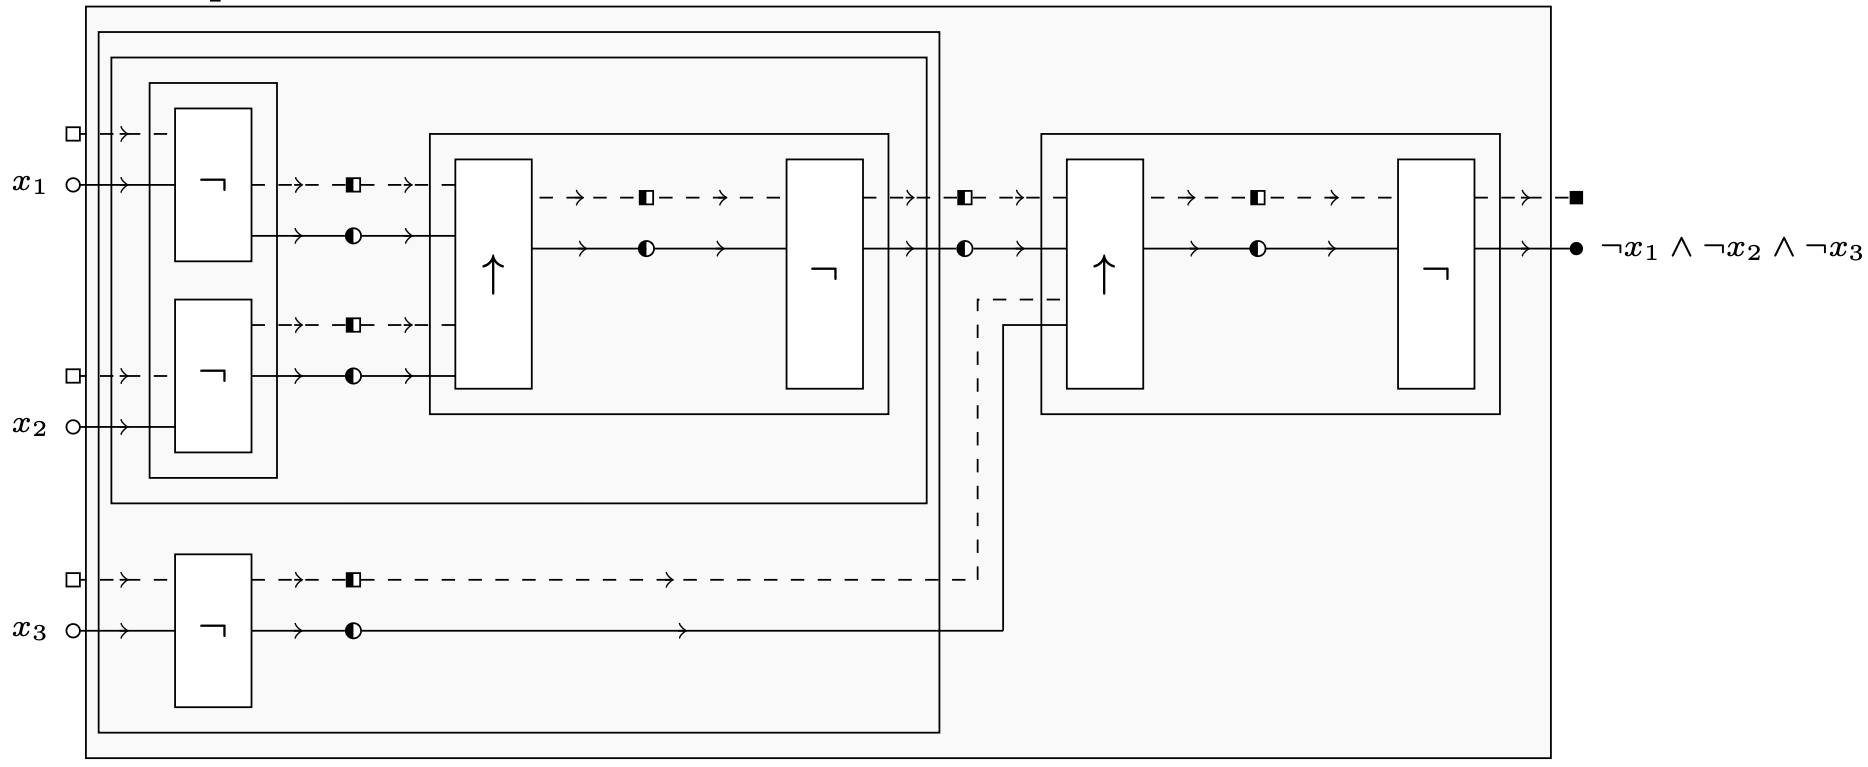 x₁
¬
¬
↑
¬
↑
¬
¬x₁ ∧ ¬x₂ ∧ ¬x₃
x₂
x₃
¬